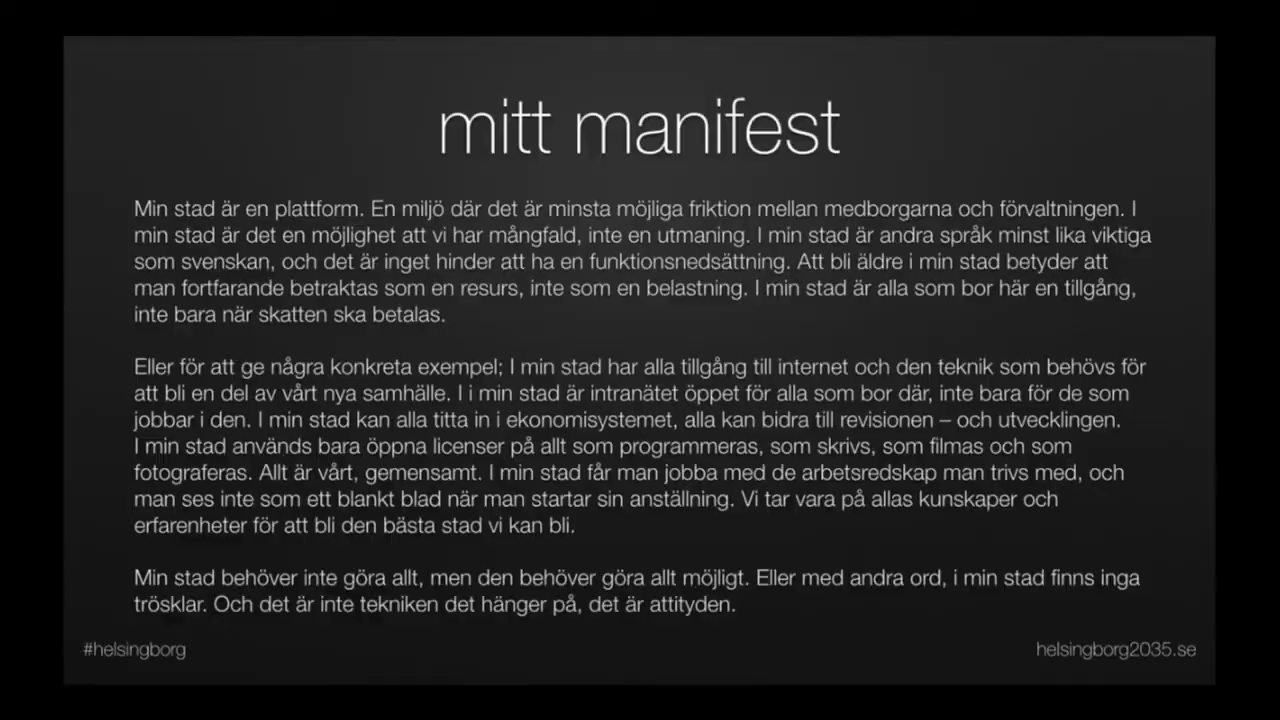 mitt manifest
Min stad är en plattform. En miljö där det är minsta möjliga friktion mellan medborgarna och förvaltningen. I
min stad är det en möjlighet att vi har mångfald, inte en utmaning. I min stad är andra språk minst lika viktiga
som svenskan, och det är inget hinder att ha en funktionsnedsättning. Att bli äldre i min stad betyder att
man fortfarande betraktas som en resurs, inte som en belastning. I min stad är alla som bor här en tillgång,
inte bara när skatten ska betalas.
Eller för att ge några konkreta exempel; I min stad har alla tillgång till internet och den teknik som behövs för
att bli en del av vårt nya samhälle. I i min stad är intranätet öppet för alla som bor där, inte bara för de som
jobbar i den. I min stad kan alla titta in i ekonomisystemet, alla kan bidra till revisionen – och utvecklingen.
I min stad används bara öppna licenser på allt som programmeras, som skrivs, som filmas och som
fotograferas. Allt är vårt, gemensamt. I min stad får man jobba med de arbetsredskap man trivs med, och
man ses inte som ett blankt blad när man startar sin anställning. Vi tar vara på allas kunskaper och
erfarenheter för att bli den bästa stad vi kan bli.
Min stad behöver inte göra allt, men den behöver göra allt möjligt. Eller med andra ord, i min stad finns inga
trösklar. Och det är inte tekniken det hänger på, det är attityden.
#helsingborg
helsingborg2035.se